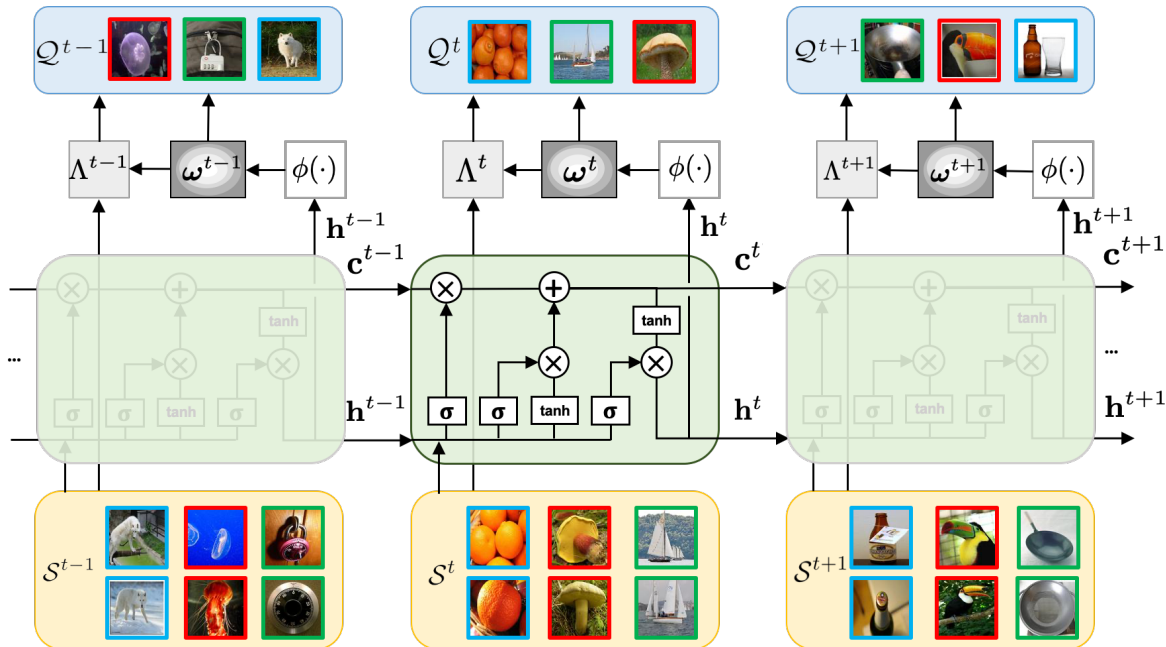 𝒬^{t−1} 𝒬^{t} 𝒬^{t+1}
Λ^{t−1} ω^{t−1} ϕ(·) Λ^{t} ω^{t} ϕ(·) Λ^{t+1} ω^{t+1} ϕ(·)
h^{t−1} h^{t} h^{t+1}
c^{t−1} c^{t} c^{t+1}
× + × + × +
tanh tanh tanh
... × × × × × × ...
σ σ tanh σ h^{t−1} σ σ tanh σ h^{t} σ σ tanh σ h^{t+1}
𝒮^{t−1} 𝒮^{t} 𝒮^{t+1}